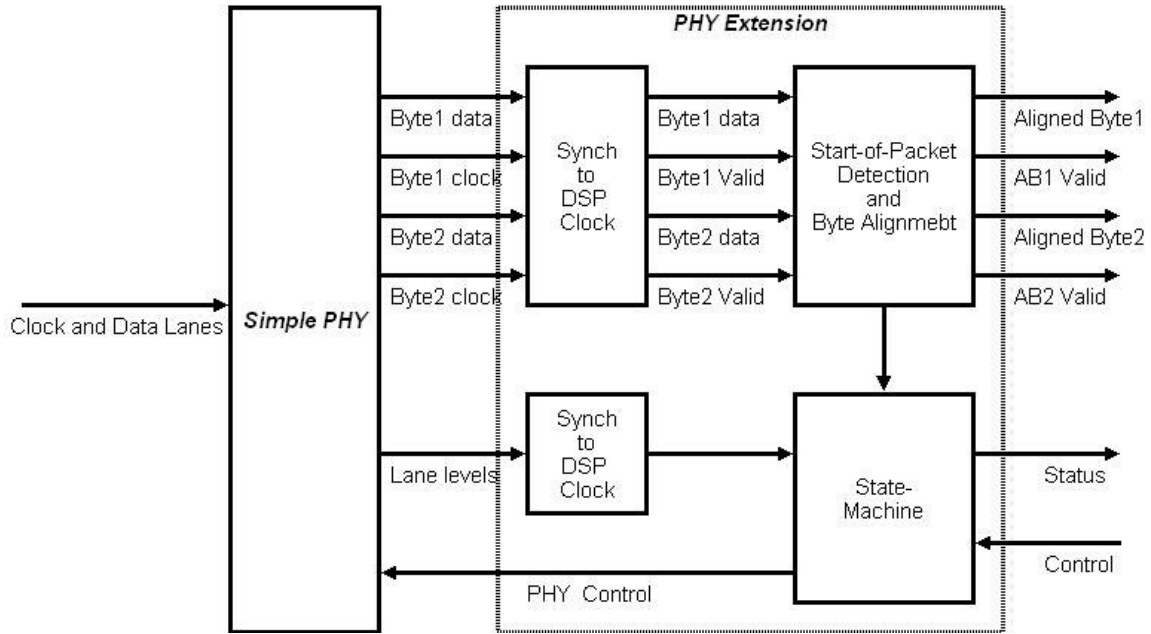 PHY Extension
Byte1 data
Byte1 clock
Byte2 data
Byte2 clock
Synch
to
DSP
Clock
Byte1 data
Byte1 Valid
Byte2 data
Byte2 Valid
Start-of-Packet
Detection
and
Byte Alignmebt
Aligned Byte1
AB1 Valid
Aligned Byte2
AB2 Valid
Clock and Data Lanes
Simple PHY
Lane levels
Synch
to
DSP
Clock
State-
Machine
Status
Control
PHY Control